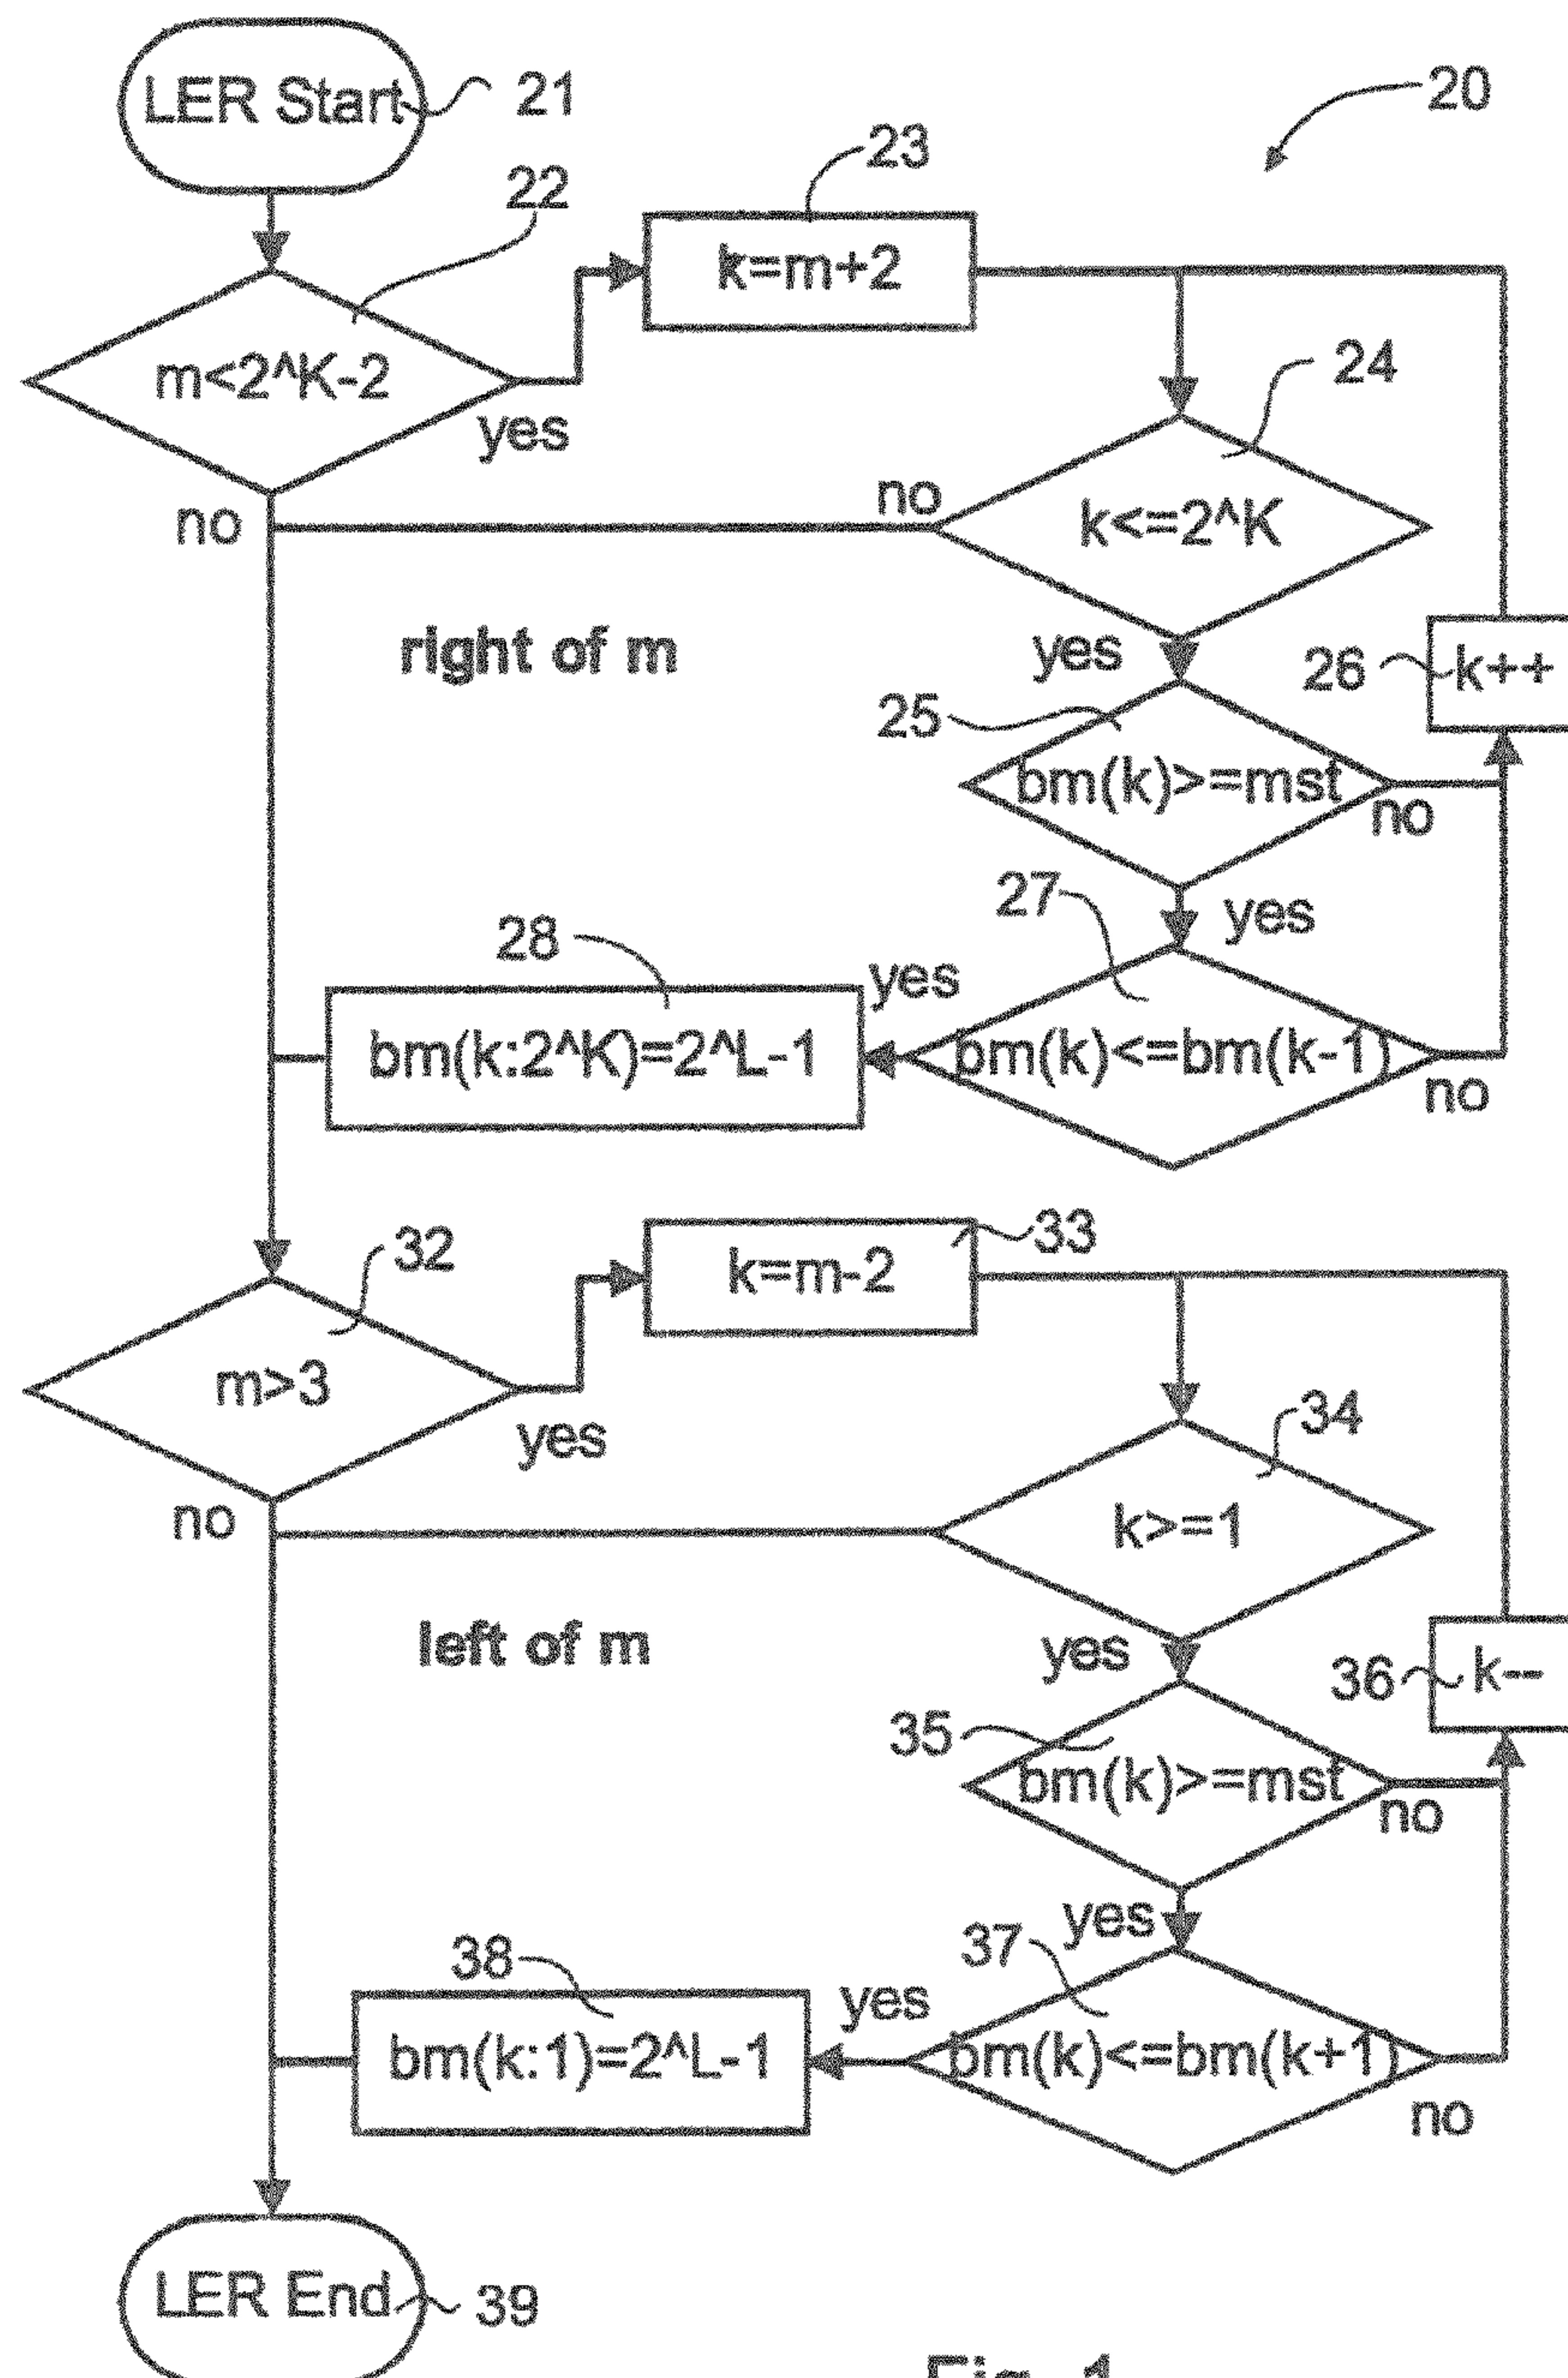 LER Start
21
20
22
23
k=m+2
m<2^K-2
yes
no
24
no
k<=2^K
right of m
yes
26
k++
25
bm(k)>=mst
no
27
yes
28
yes
bm(k:2^K)=2^L-1
bm(k)<=bm(k-1)
no
32
33
k=m-2
m>3
yes
no
34
k>=1
left of m
yes
36
k--
35
bm(k)>=mst
no
yes
37
38
yes
bm(k:1)=2^L-1
bm(k)<=bm(k+1)
no
LER End
39
Fig. 1